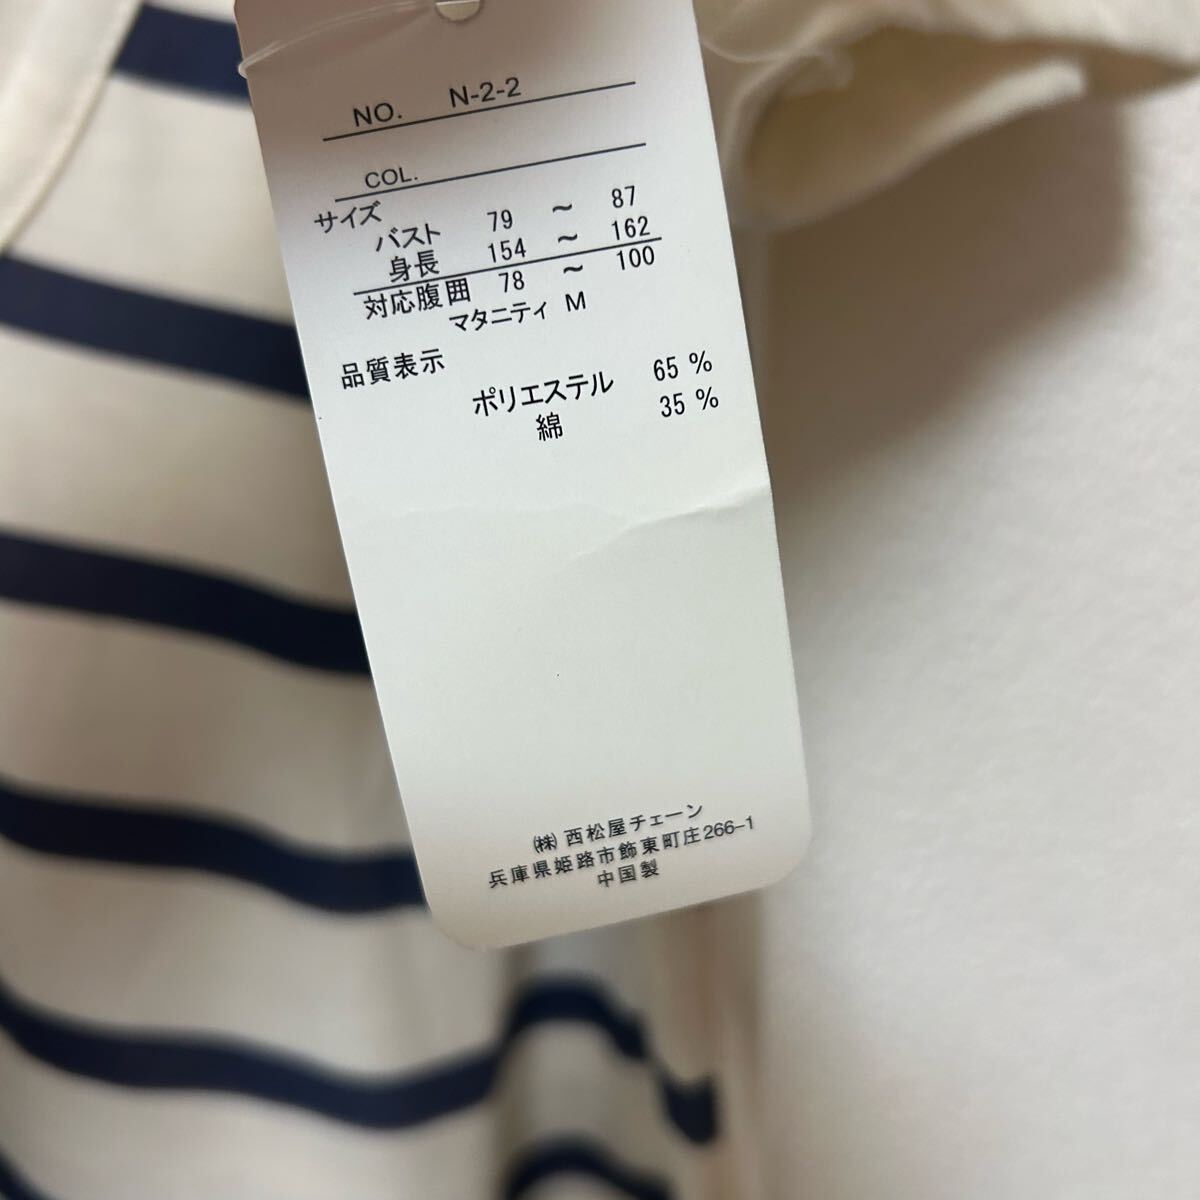 NO. N-2-2
COL.
サイズ
バスト 79 ～ 87
身長 154 ～ 162
対応腹囲 78 ～ 100
マタニティ M
品質表示
ポリエステル 65 %
綿 35 %
㈱ 西松屋チェーン
兵庫県姫路市飾東町庄266-1
中国製